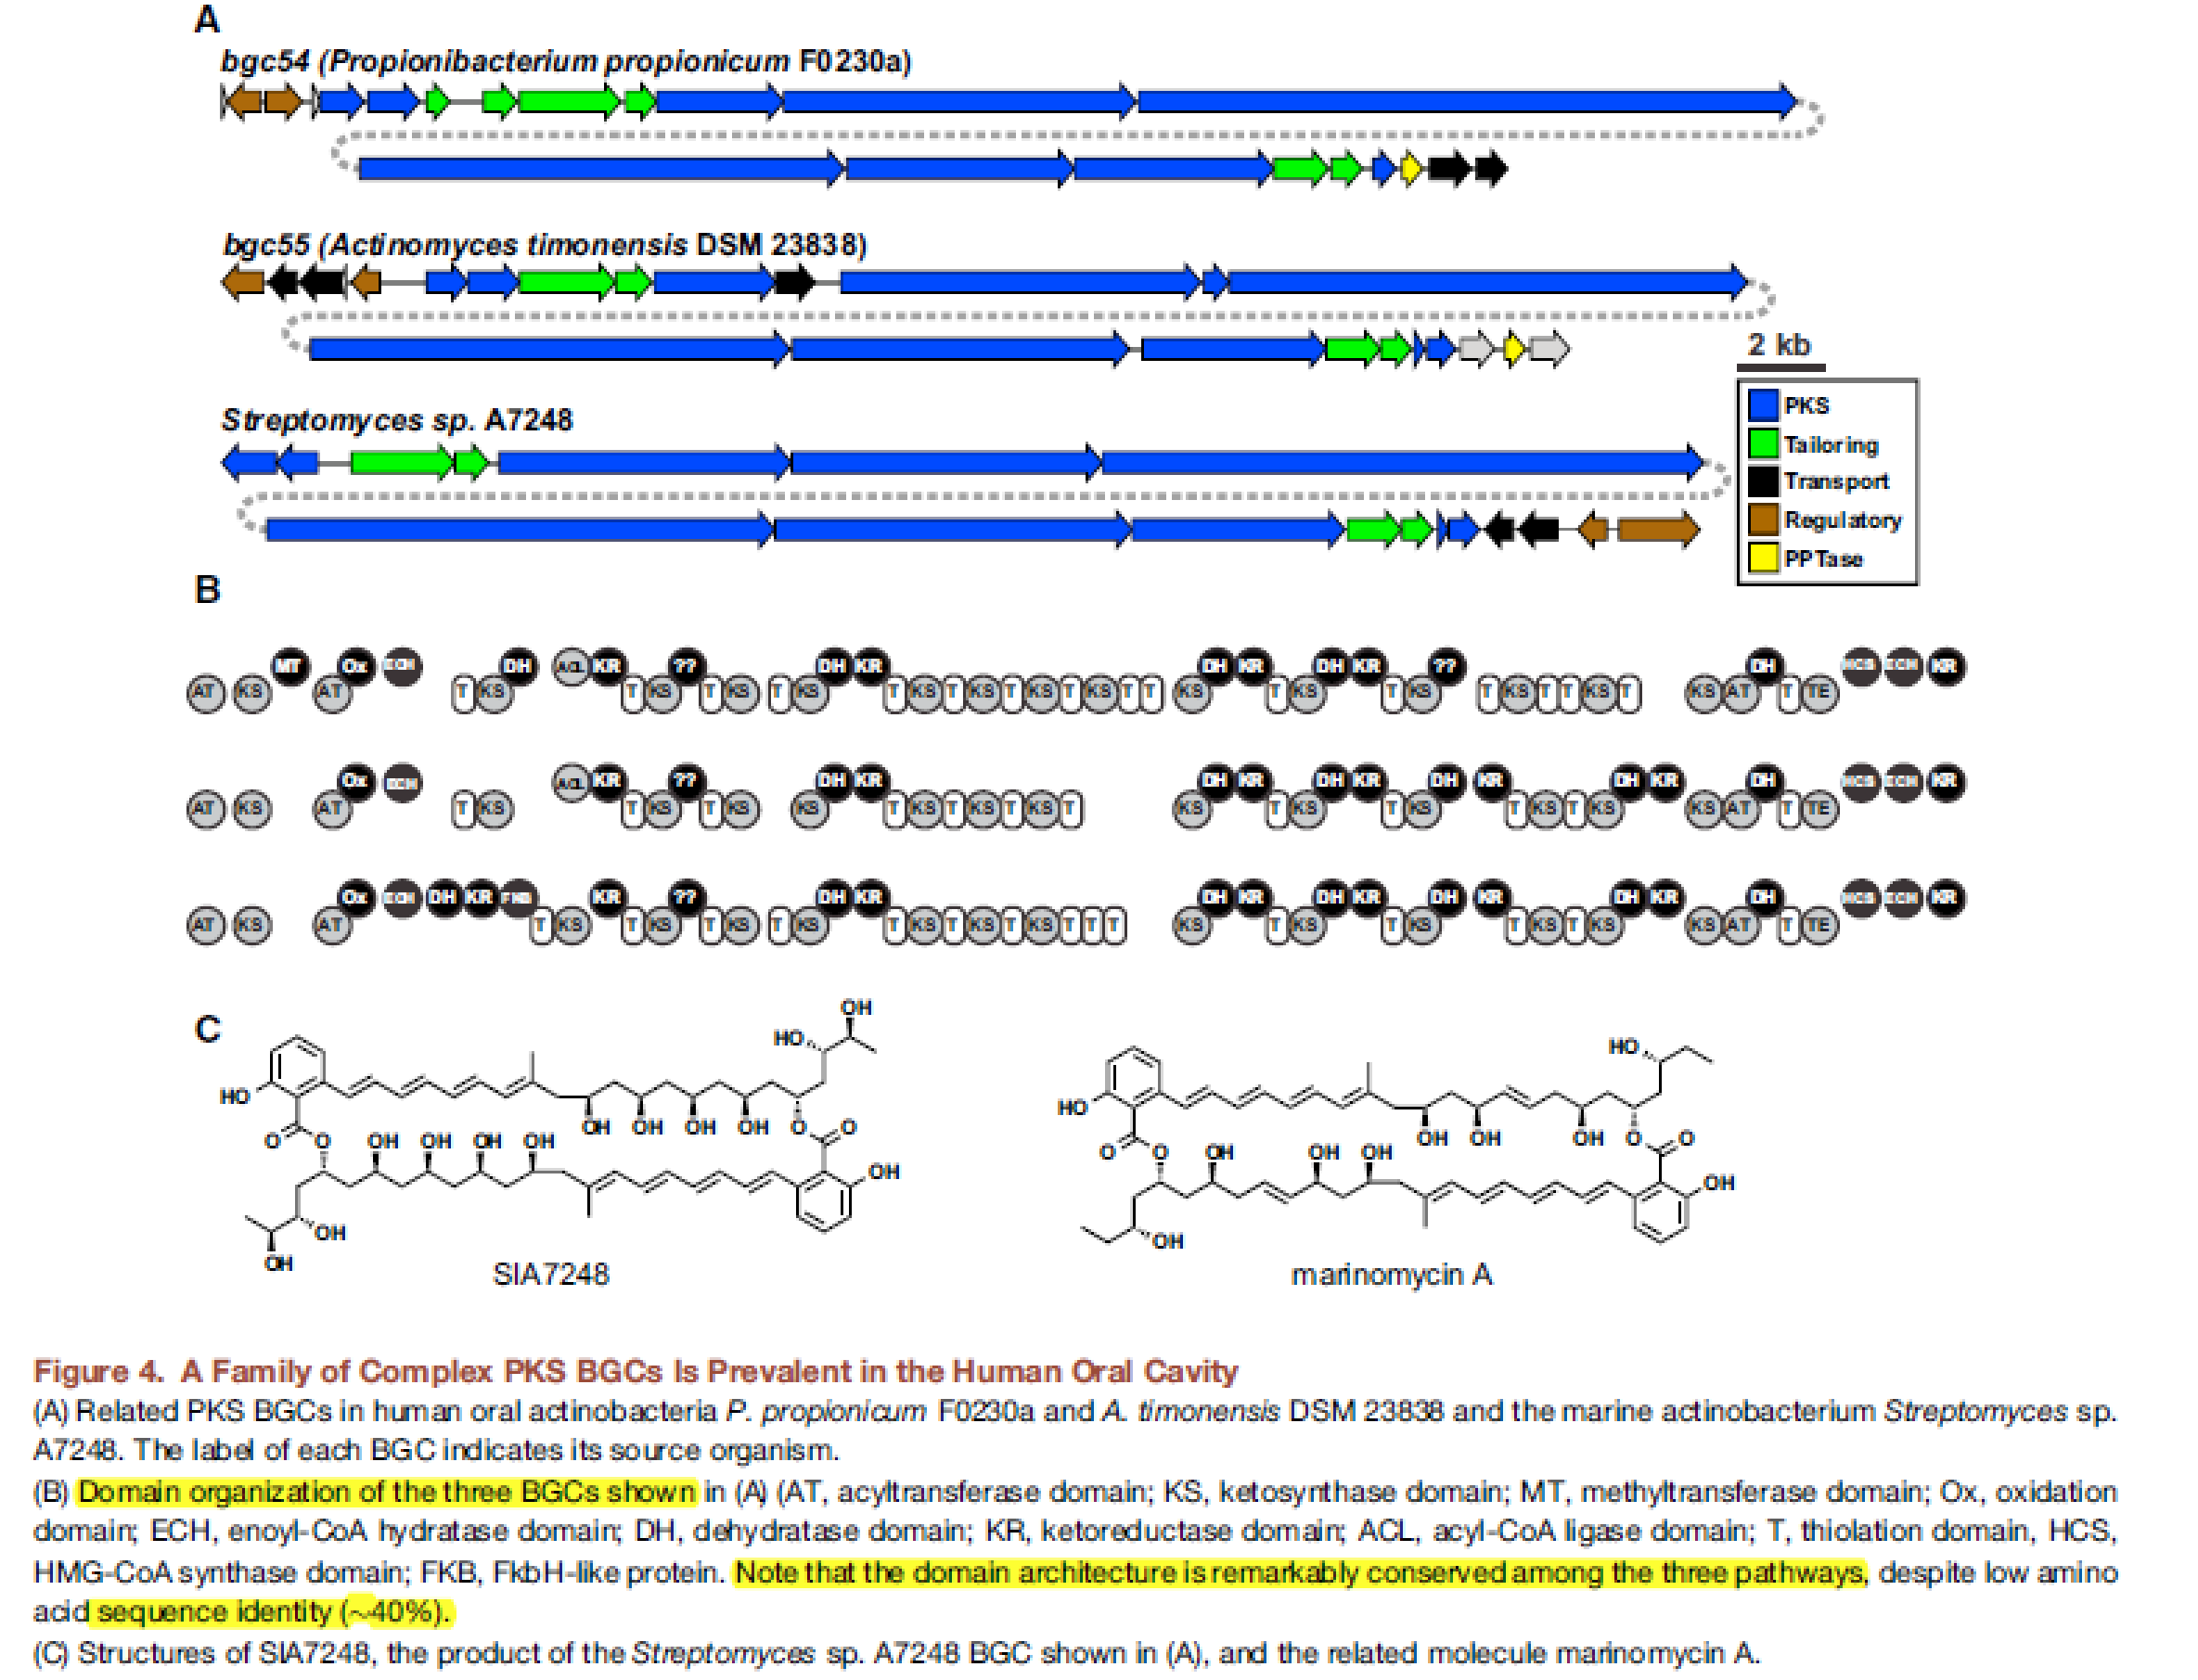 A
bgc54 (Propionibacterium propionicum F0230a)
bgc55 (Actinomyces timonensis DSM 23838)
2 kb
Streptomyces sp. A7248
PKS
Tailoring
Transport
Regulatory
PPTase
B
MT Ox ECH DH ACL KR ?? DH KR DH KR DH KR ?? DH HCS ECH KR
AT KS AT T KS T KS T KS T KS T KS T KS T KS T KS T T KS T KS T KS T KS T T KS T KS AT T TE
Ox ECH ACL KR ?? DH KR DH KR DH KR DH KR DH KR DH HCS ECH KR
AT KS AT T KS T KS T KS KS T KS T KS T KS T KS T KS T KS T KS T KS KS AT T TE
Ox ECH DH KR FKB KR ?? DH KR DH KR DH KR DH KR DH KR DH HCS ECH KR
AT KS AT T KS T KS T KS T KS T KS T KS T KS T T T KS T KS T KS T KS T KS KS AT T TE
C
OH
HO
HO
HO
HO
OH OH OH OH O O
OH OH OH OH
O O
OH
OH
OH
SIA7248
HO
OH OH OH O O
O O
OH OH OH
OH
OH
marinomycin A
Figure 4. A Family of Complex PKS BGCs Is Prevalent in the Human Oral Cavity
(A) Related PKS BGCs in human oral actinobacteria P. propionicum F0230a and A. timonensis DSM 23838 and the marine actinobacterium Streptomyces sp.
A7248. The label of each BGC indicates its source organism.
(B) Domain organization of the three BGCs shown in (A) (AT, acyltransferase domain; KS, ketosynthase domain; MT, methyltransferase domain; Ox, oxidation
domain; ECH, enoyl-CoA hydratase domain; DH, dehydratase domain; KR, ketoreductase domain; ACL, acyl-CoA ligase domain; T, thiolation domain, HCS,
HMG-CoA synthase domain; FKB, FkbH-like protein. Note that the domain architecture is remarkably conserved among the three pathways, despite low amino
acid sequence identity (~40%).
(C) Structures of SIA7248, the product of the Streptomyces sp. A7248 BGC shown in (A), and the related molecule marinomycin A.